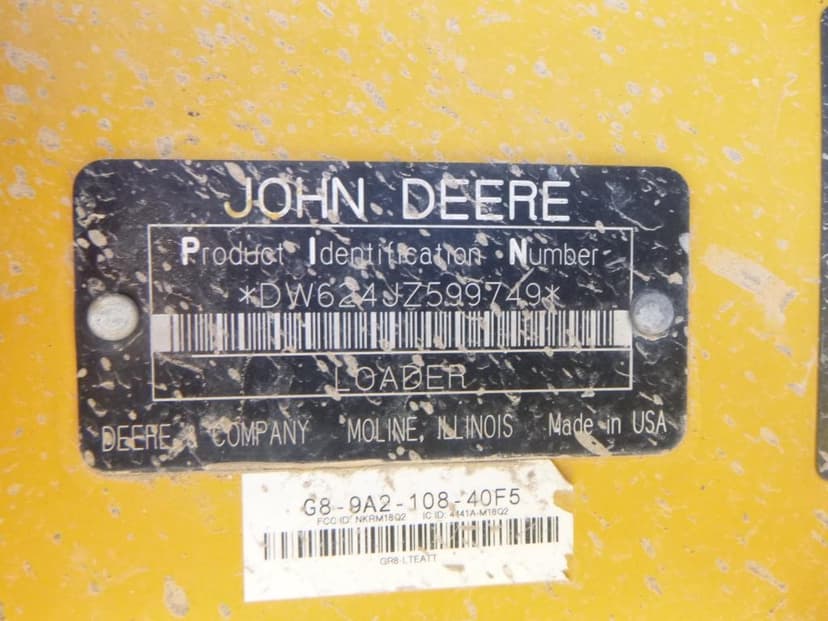 JOHN DEERE
Product Identification Number
*DW624JZ599749*
LOADER
DEERE & COMPANY MOLINE, ILLINOIS Made in USA
G8-9A2-108-40F5
FCC ID: NKRM18Q2 IC ID: 4441A-M18Q2
GR8-LTEATT